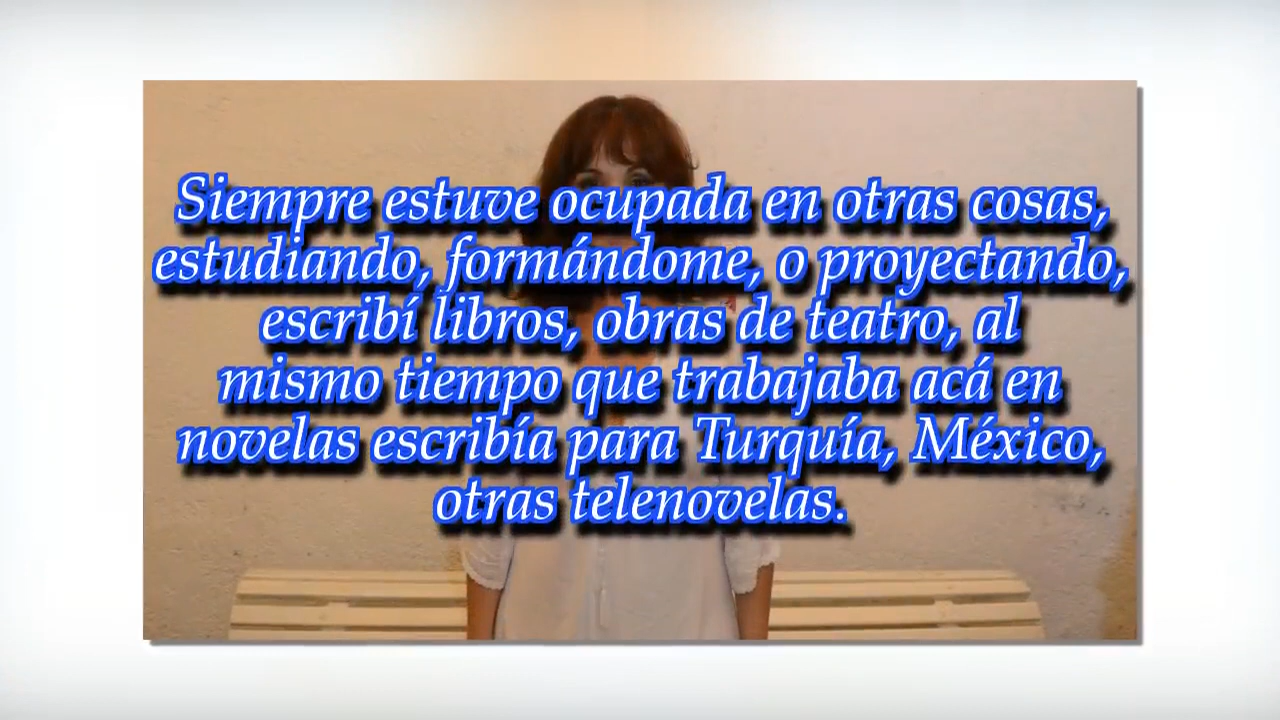 Siempre estuve ocupada en otras cosas,
estudiando, formándome, o proyectando,
escribí libros, obras de teatro, al
mismo tiempo que trabajaba acá en
novelas escribía para Turquía, México,
otras telenovelas.